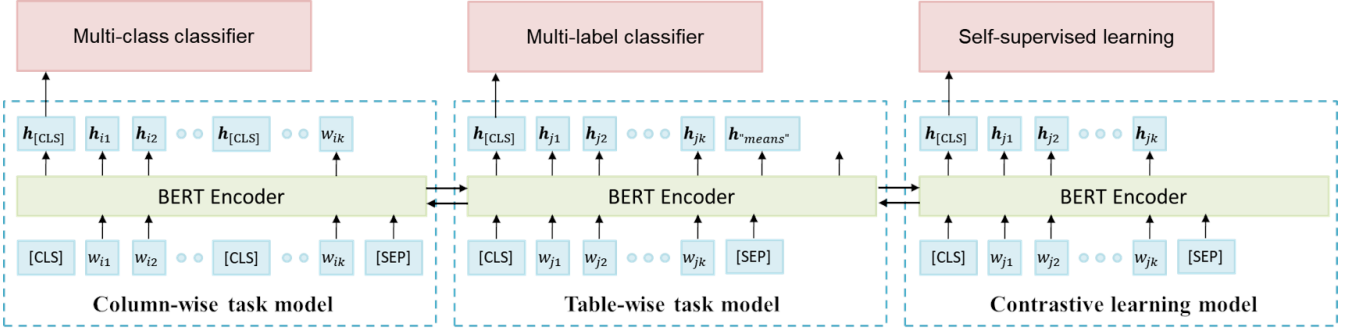 Multi-class classifier
Multi-label classifier
Self-supervised learning
h[CLS] hi1 hi2 h[CLS] wik
h[CLS] hj1 hj2 hjk h"means"
h[CLS] hj1 hj2 hjk
BERT Encoder
BERT Encoder
BERT Encoder
[CLS] wi1 wi2 [CLS] wik [SEP]
[CLS] wj1 wj2 wjk [SEP]
[CLS] wj1 wj2 wjk [SEP]
Column-wise task model
Table-wise task model
Contrastive learning model